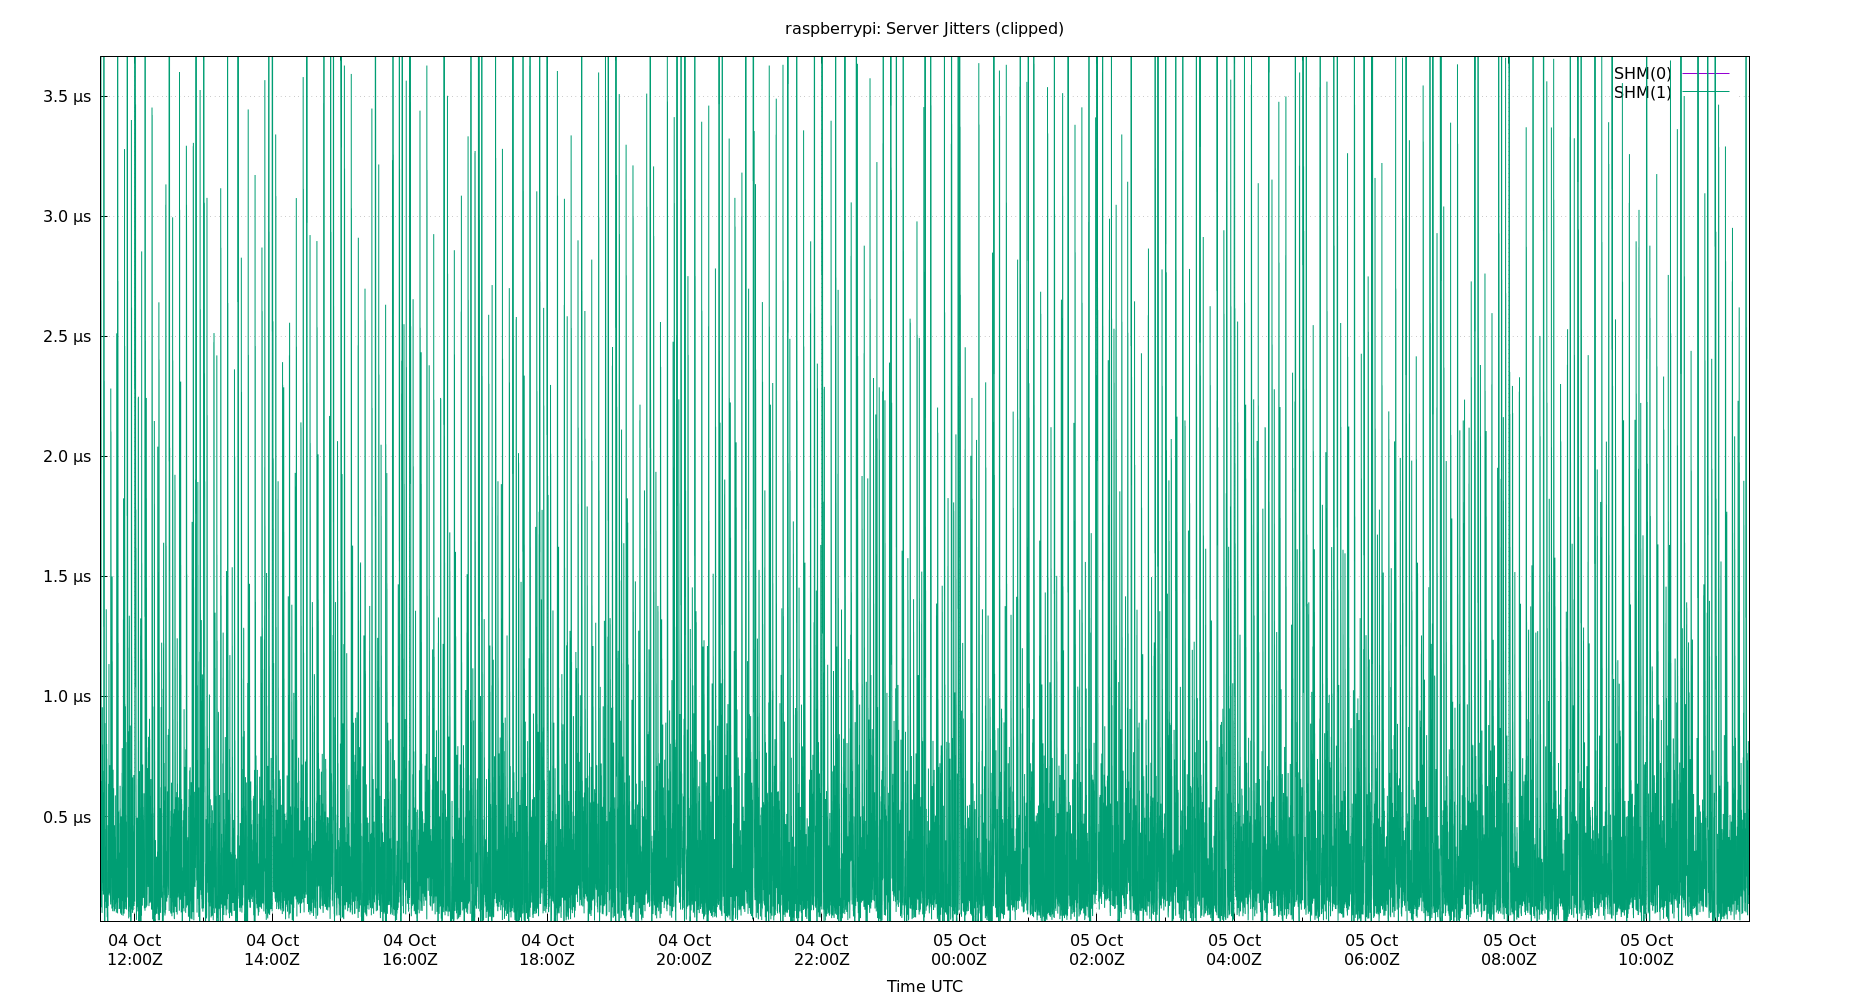 raspberrypi: Server Jitters (clipped)
SHM(0)
SHM(1)
3.5 µs
3.0 µs
2.5 µs
2.0 µs
1.5 µs
1.0 µs
0.5 µs
04 Oct 04 Oct 04 Oct 04 Oct 04 Oct 04 Oct 05 Oct 05 Oct 05 Oct 05 Oct 05 Oct 05 Oct
12:00Z 14:00Z 16:00Z 18:00Z 20:00Z 22:00Z 00:00Z 02:00Z 04:00Z 06:00Z 08:00Z 10:00Z
Time UTC